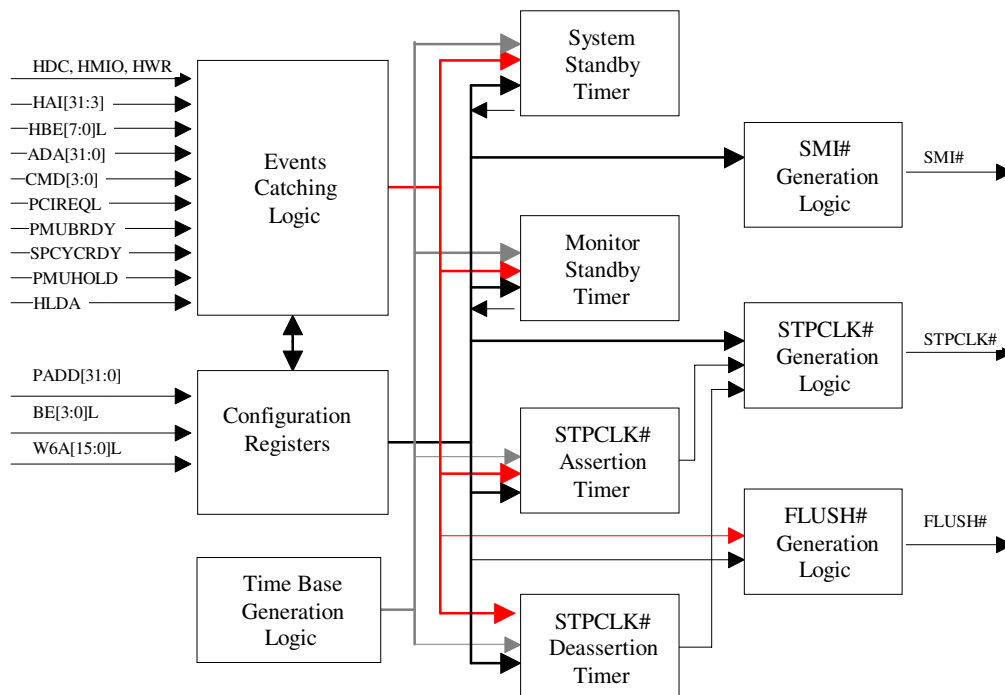 HDC, HMIO, HWR
HAI[31:3]
HBE[7:0]L
ADA[31:0]
CMD[3:0]
PCIREQL
PMUBRDY
SPCYCRDY
PMUHOLD
HLDA
Events
Catching
Logic
PADD[31:0]
BE[3:0]L
W6A[15:0]L
Configuration
Registers
Time Base
Generation
Logic
System
Standby
Timer
Monitor
Standby
Timer
STPCLK#
Assertion
Timer
STPCLK#
Deassertion
Timer
SMI#
Generation
Logic
SMI#
STPCLK#
Generation
Logic
STPCLK#
FLUSH#
Generation
Logic
FLUSH#